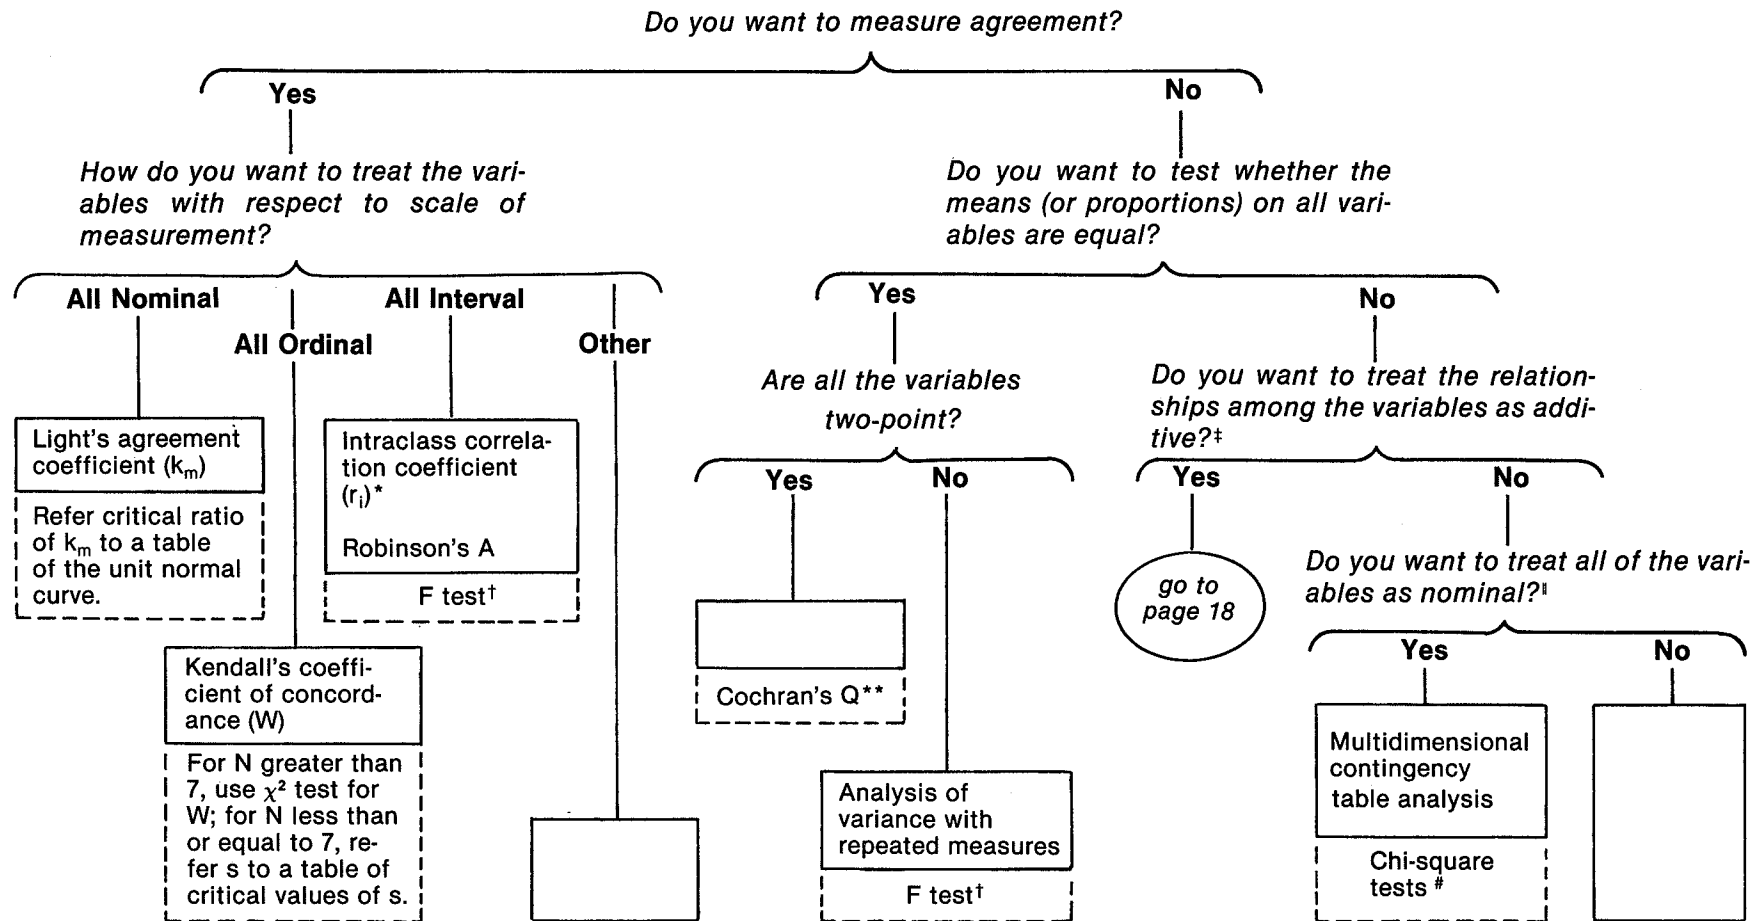 Do you want to measure agreement?
Yes
No
How do you want to treat the vari-
ables with respect to scale of
measurement?
Do you want to test whether the
means (or proportions) on all vari-
ables are equal?
All Nominal
All Ordinal
All Interval
Other
Yes
No
Are all the variables
two-point?
Do you want to treat the relation-
ships among the variables as addi-
tive?‡
Light's agreement
coefficient (kₘ)
Refer critical ratio
of kₘ to a table
of the unit normal
curve.
Intraclass correla-
tion coefficient
(rᵢ)*
Robinson's A
F test†
Kendall's coeffi-
cient of concord-
ance (W)
For N greater than
7, use χ² test for
W; for N less than
or equal to 7, re-
fer s to a table of
critical values of s.
Yes
No
Cochran's Q**
Analysis of
variance with
repeated measures
F test†
Yes
No
go to
page 18
Do you want to treat all of the vari-
ables as nominal?‖
Yes
No
Multidimensional
contingency
table analysis
Chi-square
tests #